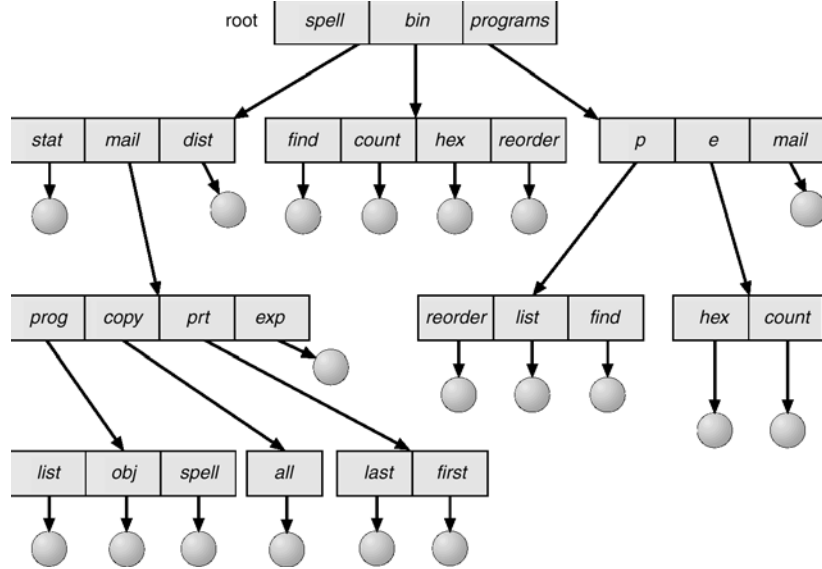 root spell bin programs
stat mail dist find count hex reorder p e mail
prog copy prt exp reorder list find hex count
list obj spell all last first